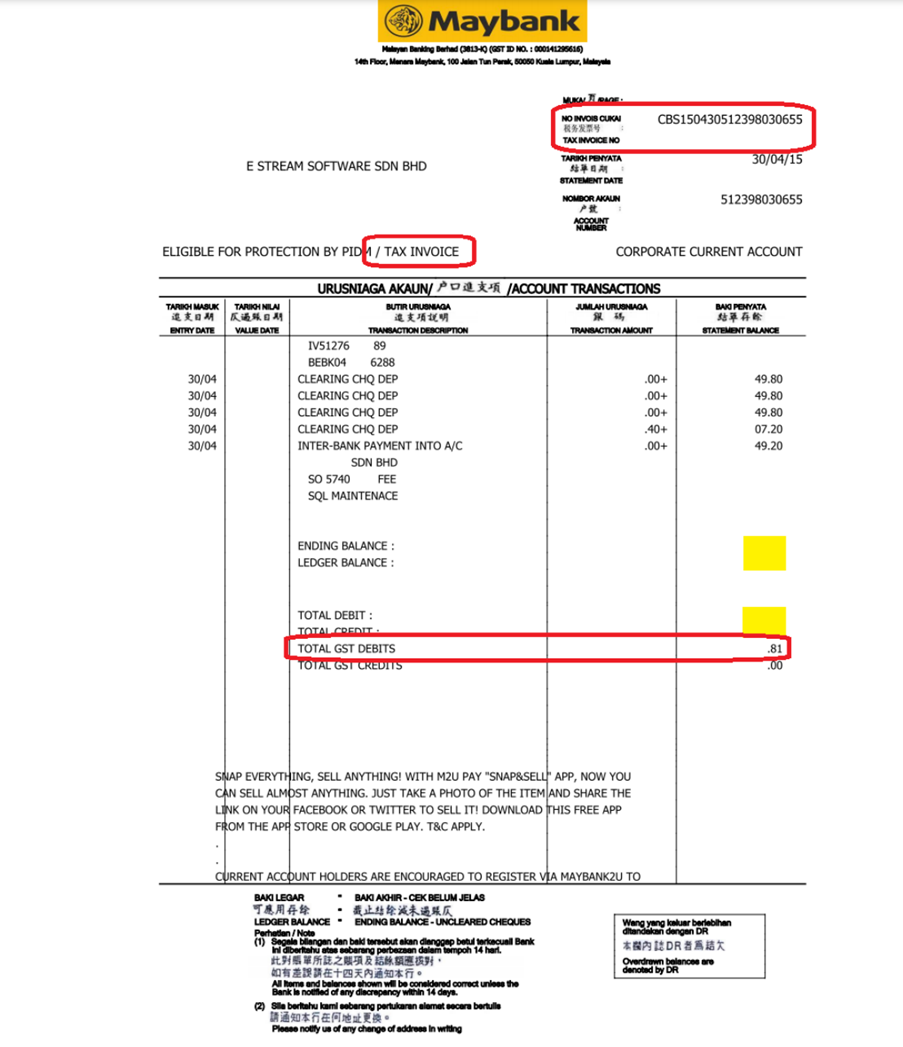 Maybank
Malayan Banking Berhad (3813-K) (GST ID NO. : 000141295616)
14th Floor, Menara Maybank, 100 Jalan Tun Perak, 50050 Kuala Lumpur, Malaysia
MUKA/ 頁 /PAGE :
NO INVOIS CUKAI CBS150430512398030655
税务发票号 :
TAX INVOICE NO
TARIKH PENYATA 30/04/15
結單日期 :
STATEMENT DATE
E STREAM SOFTWARE SDN BHD
NOMBOR AKAUN 512398030655
户號 :
ACCOUNT
NUMBER
ELIGIBLE FOR PROTECTION BY PIDM / TAX INVOICE CORPORATE CURRENT ACCOUNT
URUSNIAGA AKAUN/ 户口進支項 /ACCOUNT TRANSACTIONS
TARIKH MASUK TARIKH NILAI BUTIR URUSNIAGA JUMLAH URUSNIAGA BAKI PENYATA
進支日期 仄過賬日期 進支項説明 銀碼 結單存餘
ENTRY DATE VALUE DATE TRANSACTION DESCRIPTION TRANSACTION AMOUNT STATEMENT BALANCE
IV51276 89
BEBK04 6288
30/04 CLEARING CHQ DEP .00+ 49.80
30/04 CLEARING CHQ DEP .00+ 49.80
30/04 CLEARING CHQ DEP .00+ 49.80
30/04 CLEARING CHQ DEP .40+ 07.20
30/04 INTER-BANK PAYMENT INTO A/C .00+ 49.20
SDN BHD
SO 5740 FEE
SQL MAINTENACE
ENDING BALANCE :
LEDGER BALANCE :
TOTAL DEBIT :
TOTAL CREDIT :
TOTAL GST DEBITS .81
TOTAL GST CREDITS .00
SNAP EVERYTHING, SELL ANYTHING! WITH M2U PAY "SNAP&SELL" APP, NOW YOU
CAN SELL ALMOST ANYTHING. JUST TAKE A PHOTO OF THE ITEM AND SHARE THE
LINK ON YOUR FACEBOOK OR TWITTER TO SELL IT! DOWNLOAD THIS FREE APP
FROM THE APP STORE OR GOOGLE PLAY. T&C APPLY.
.
.
CURRENT ACCOUNT HOLDERS ARE ENCOURAGED TO REGISTER VIA MAYBANK2U TO
BAKI LEGAR = BAKI AKHIR - CEK BELUM JELAS
可應用存餘 = 截止結餘減未過賬仄
LEDGER BALANCE = ENDING BALANCE - UNCLEARED CHEQUES
Perhatian / Note
(1) Segala bilangan dan baki tersebut akan dianggap betul terkecuali Bank
ini diberitahu atas sebarang perbezaan dalam tempoh 14 hari.
此對賬單所誌之賬項及結餘額應核對，
如有差誤請在十四天內通知本行。
All items and balances shown will be considered correct unless the
Bank is notified of any discrepancy within 14 days.
(2) Sila beritahu kami sebarang pertukaran alamat secara bertulis
請通知本行任何地址更換。
Please notify us of any change of address in writing
Wang yang keluar berlebihan
ditandakan dengan DR
本欄內誌DR者爲結欠
Overdrawn balances are
denoted by DR